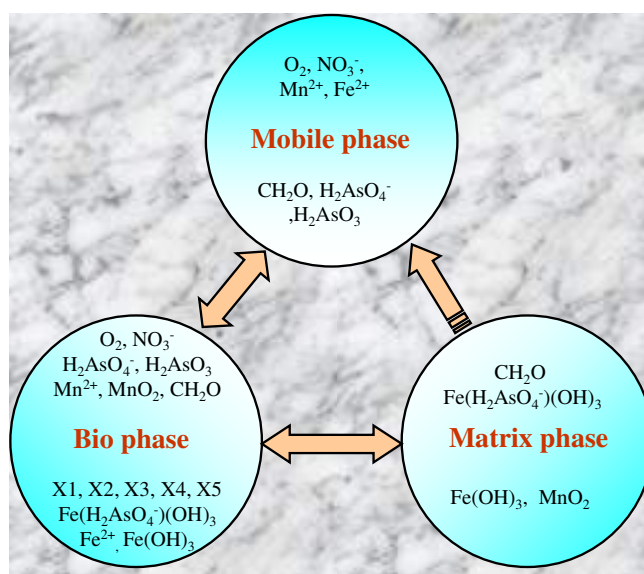 O₂, NO₃⁻,
Mn²⁺, Fe²⁺
Mobile phase
CH₂O, H₂AsO₄⁻
,H₂AsO₃
O₂, NO₃⁻
H₂AsO₄⁻, H₂AsO₃
Mn²⁺, MnO₂, CH₂O
Bio phase
X1, X2, X3, X4, X5
Fe(H₂AsO₄⁻)(OH)₃
Fe²⁺, Fe(OH)₃
CH₂O
Fe(H₂AsO₄⁻)(OH)₃
Matrix phase
Fe(OH)₃, MnO₂